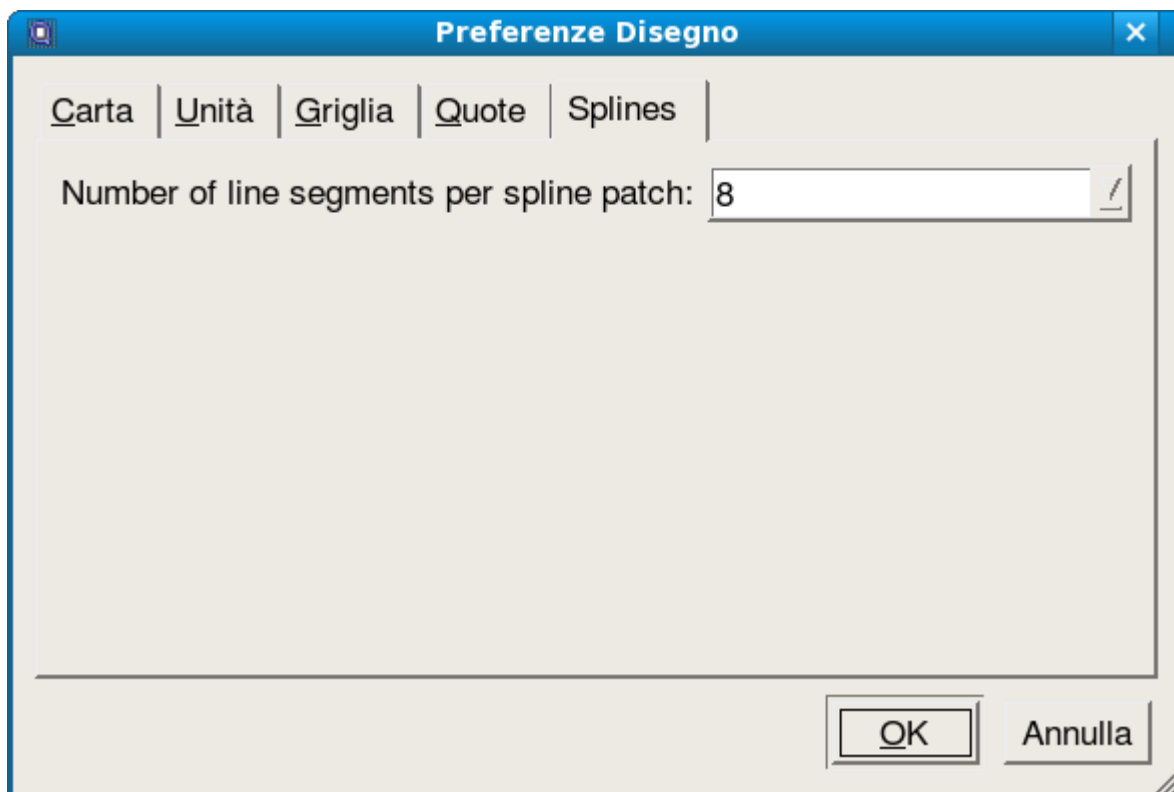 Preferenze Disegno
Carta Unità Griglia Quote Splines
Number of line segments per spline patch: 8
OK Annulla